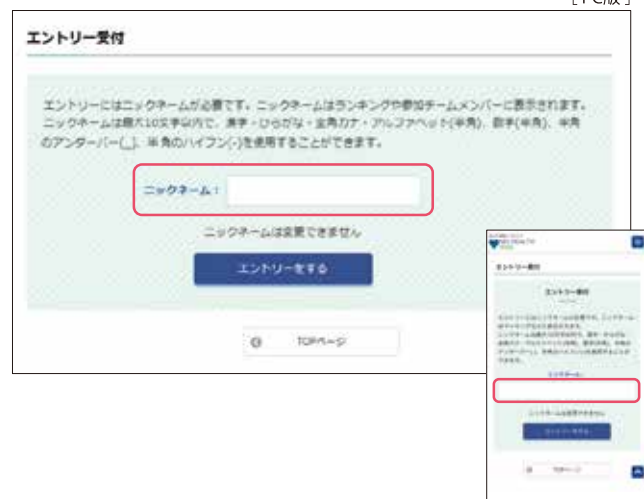 [PC版]
エントリー受付
エントリーにはニックネームが必要です。ニックネームはランキングや参加チームメンバーに表示されます。
ニックネームは最大10文字以内で、漢字・ひらがな・全角カナ・アルファベット(半角)、数字(半角)、半角
のアンダーバー(_)、半角のハイフン(-)を使用することができます。
ニックネーム：
ニックネームは変更できません
エントリーをする
TOPページ
エントリー受付
エントリー受付
ニックネーム：
ニックネームは変更できません
エントリーをする
TOPページ